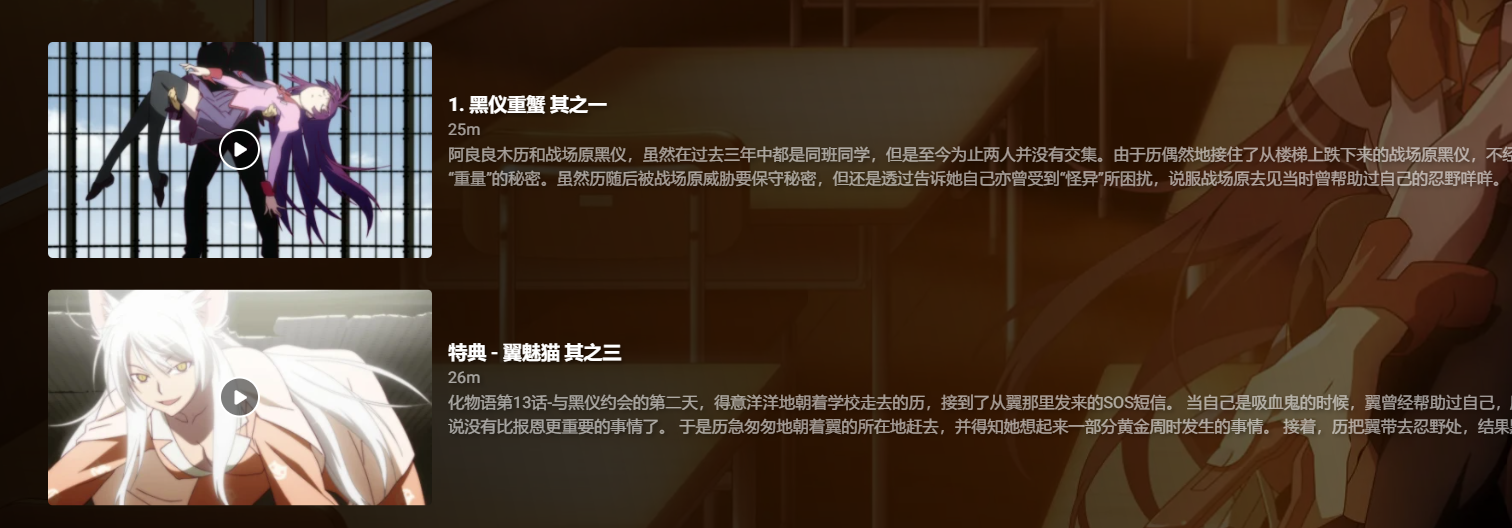 1. 黑仪重蟹 其之一
25m
阿良良木历和战场原黑仪，虽然在过去三年中都是同班同学，但是至今为止两人并没有交集。由于历偶然地接住了从楼梯上跌下来的战场原黑仪，不经
“重量”的秘密。虽然历随后被战场原威胁要保守秘密，但还是透过告诉她自己亦曾受到“怪异”所困扰，说服战场原去见当时曾帮助过自己的忍野咩咩。
特典 - 翼魅猫 其之三
26m
化物语第13话-与黑仪约会的第二天，得意洋洋地朝着学校走去的历，接到了从翼那里发来的SOS短信。 当自己是吸血鬼的时候，翼曾经帮助过自己，
说没有比报恩更重要的事情了。 于是历急匆匆地朝着翼的所在地赶去，并得知她想起来一部分黄金周时发生的事情。 接着，历把翼带去忍野处，结果